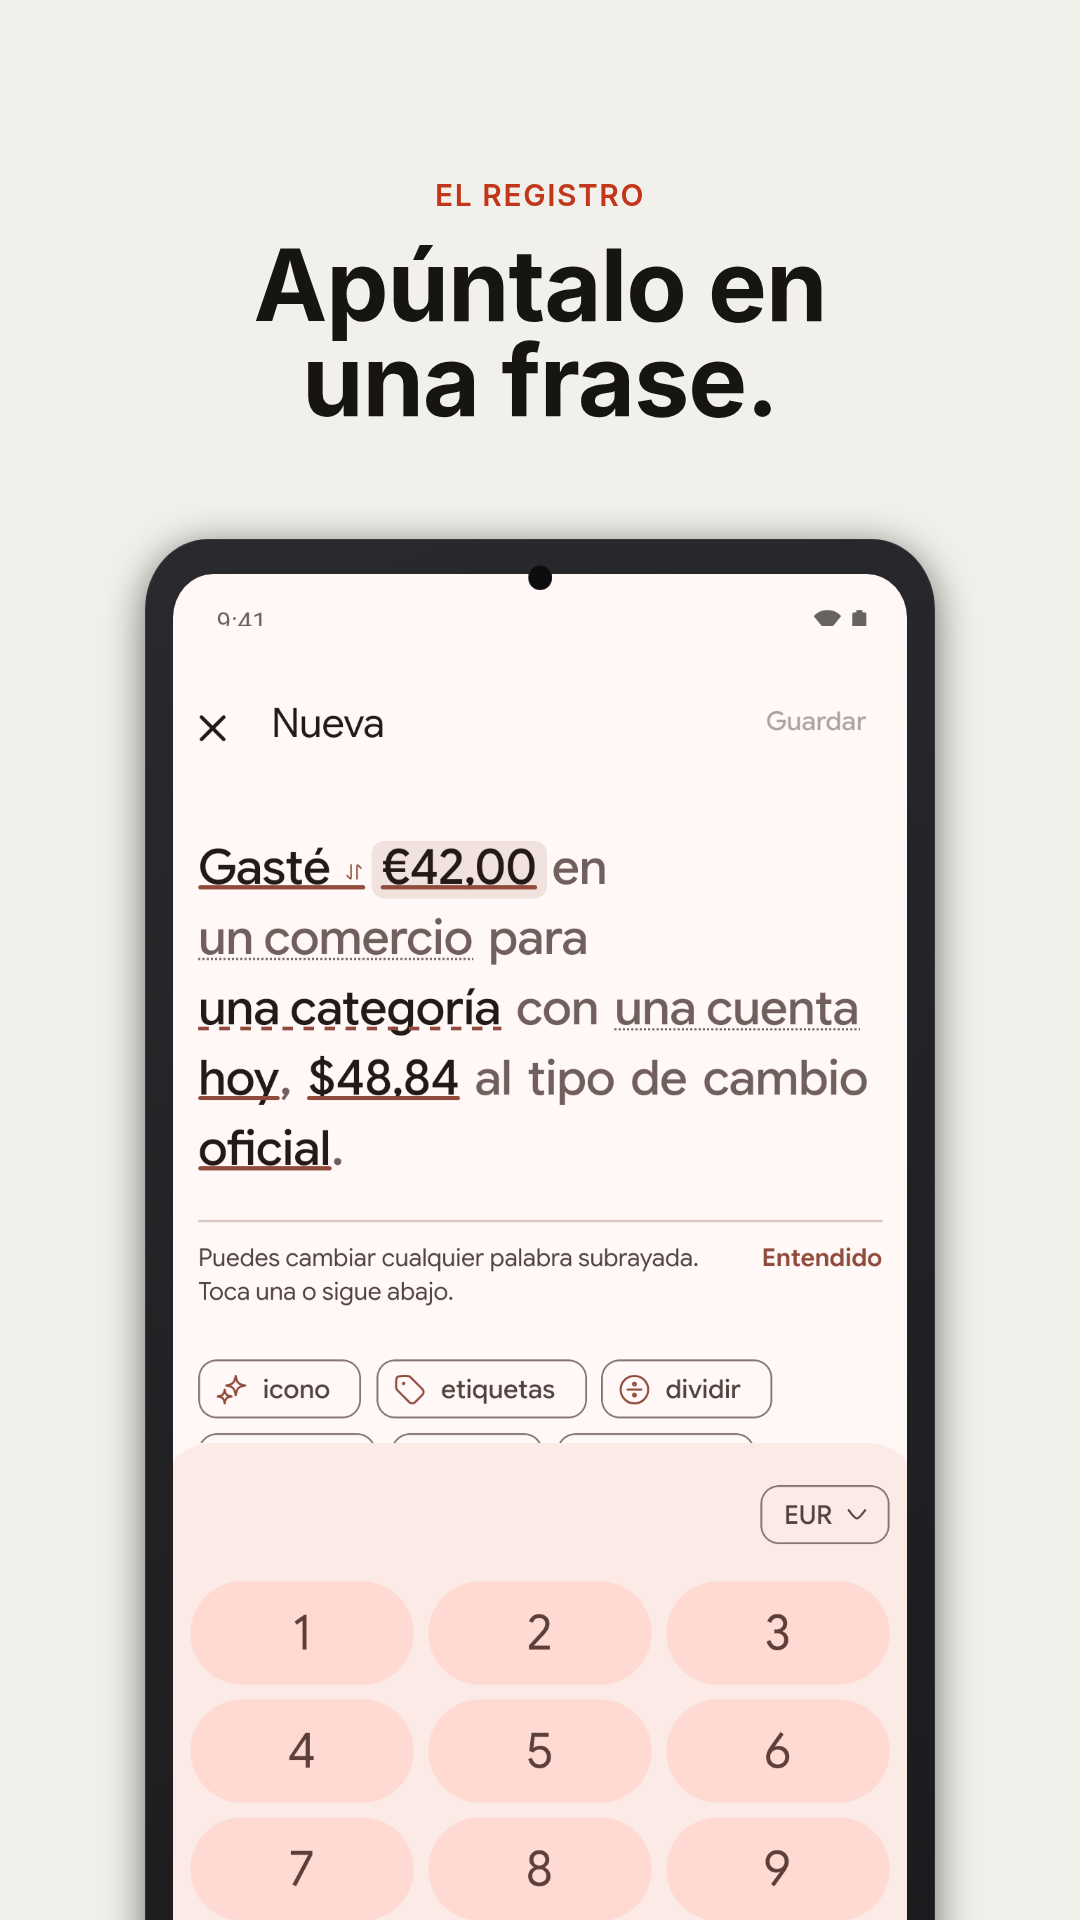 EL REGISTRO
Apúntalo en
una frase.
9:41
Nueva
Guardar
Gasté €42,00 en
un comercio para
una categoría con una cuenta
hoy, $48,84 al tipo de cambio
oficial.
Puedes cambiar cualquier palabra subrayada.
Toca una o sigue abajo.
Entendido
icono
etiquetas
dividir
EUR
1
2
3
4
5
6
7
8
9